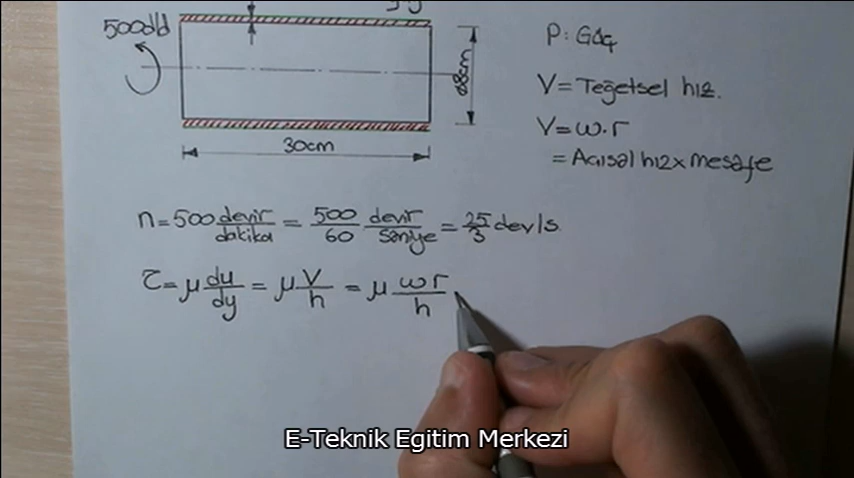 500d/d
ø8cm
30cm
P: Güç
V = Teğetsel hız.
V = ω.r
= Açısal hız x mesafe
n = 500 devir/dakika = 500/60 devir/saniye = 25/3 dev/s
τ = μ du/dy = μ V/h = μ ωr/h
E-Teknik Egitim Merkezi